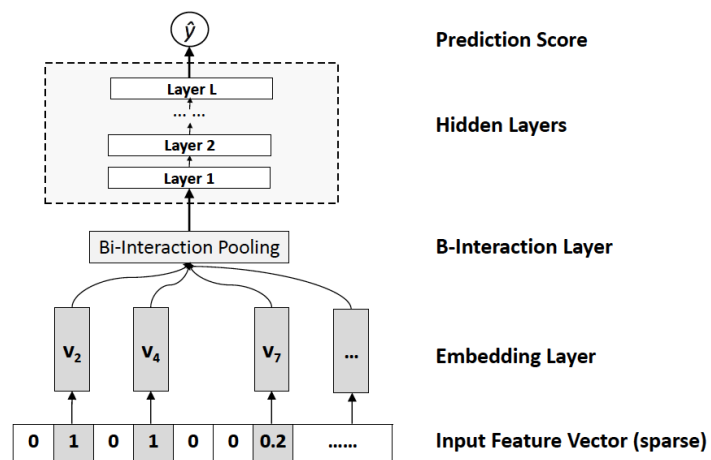 ŷ
Prediction Score
Layer L
... ...
Layer 2
Layer 1
Hidden Layers
Bi-Interaction Pooling
B-Interaction Layer
v₂ v₄ v₇ ...
Embedding Layer
0 1 0 1 0 0 0.2 ......
Input Feature Vector (sparse)